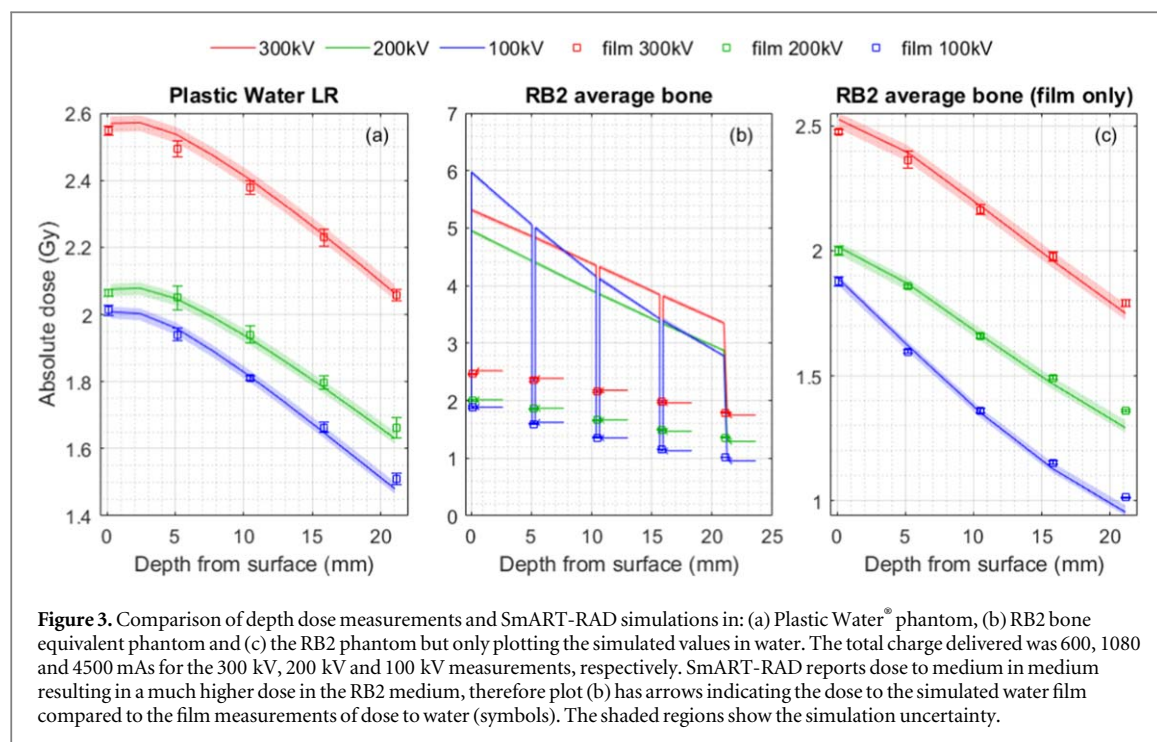 300kV 200kV 100kV film 300kV film 200kV film 100kV
Plastic Water LR
(a)
Absolute dose (Gy)
2.6
2.4
2.2
2
1.8
1.6
1.4
0 5 10 15 20
Depth from surface (mm)
RB2 average bone
(b)
7
6
5
4
3
2
1
0
0 5 10 15 20 25
Depth from surface (mm)
RB2 average bone (film only)
(c)
2.5
2
1.5
1
0 5 10 15 20
Depth from surface (mm)
Figure 3. Comparison of depth dose measurements and SmART-RAD simulations in: (a) Plastic Water® phantom, (b) RB2 bone
equivalent phantom and (c) the RB2 phantom but only plotting the simulated values in water. The total charge delivered was 600, 1080
and 4500 mAs for the 300 kV, 200 kV and 100 kV measurements, respectively. SmART-RAD reports dose to medium in medium
resulting in a much higher dose in the RB2 medium, therefore plot (b) has arrows indicating the dose to the simulated water film
compared to the film measurements of dose to water (symbols). The shaded regions show the simulation uncertainty.